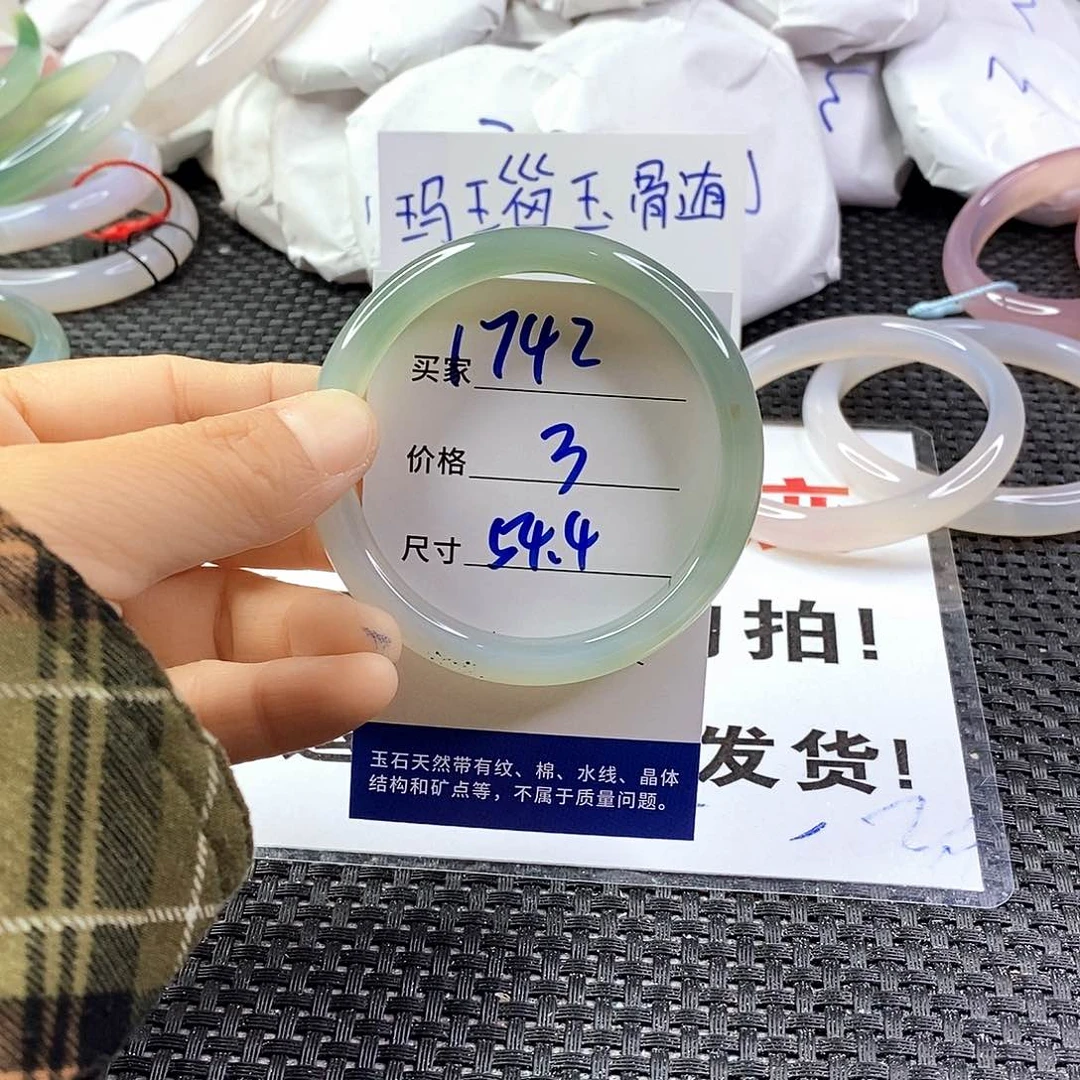 「玛瑙玉骨髄」
买家 1742
价格 3
尺寸 54.4
拍!
发货!
玉石天然带有纹、棉、水线、晶体
结构和矿点等，不属于质量问题。